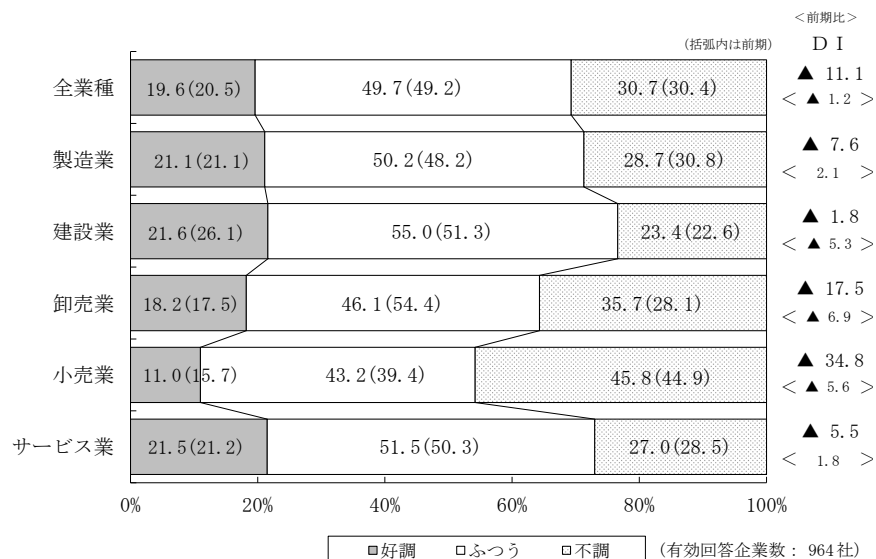 ＜前期比＞
(括弧内は前期) ＤＩ
全業種 19.6(20.5) 49.7(49.2) 30.7(30.4) ▲ 11.1
＜ ▲ 1.2 ＞
製造業 21.1(21.1) 50.2(48.2) 28.7(30.8) ▲ 7.6
＜ 2.1 ＞
建設業 21.6(26.1) 55.0(51.3) 23.4(22.6) ▲ 1.8
＜ ▲ 5.3 ＞
卸売業 18.2(17.5) 46.1(54.4) 35.7(28.1) ▲ 17.5
＜ ▲ 6.9 ＞
小売業 11.0(15.7) 43.2(39.4) 45.8(44.9) ▲ 34.8
＜ ▲ 5.6 ＞
サービス業 21.5(21.2) 51.5(50.3) 27.0(28.5) ▲ 5.5
＜ 1.8 ＞
0% 20% 40% 60% 80% 100%
好調 ふつう 不調 (有効回答企業数： 964社)